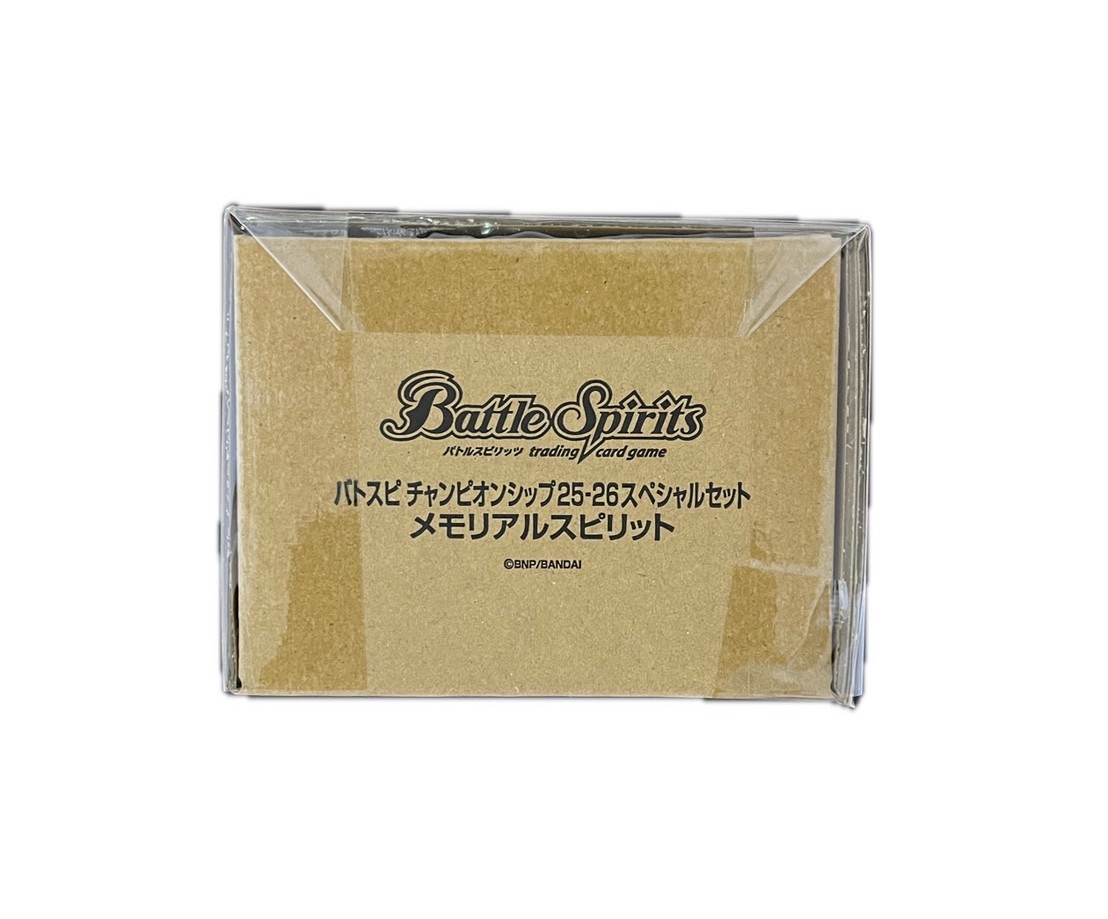 Battle Spirits
バトルスピリッツ trading card game
バトスピ チャンピオンシップ25-26スペシャルセット
メモリアルスピリット
©BNP/BANDAI